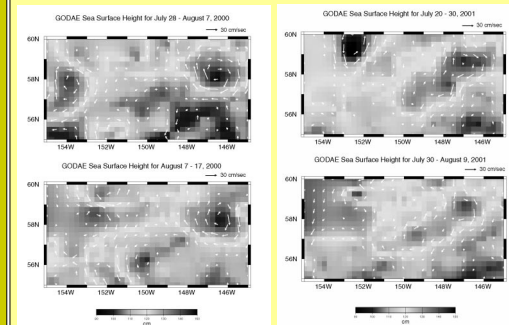 GODAE Sea Surface Height for July 28 - August 7, 2000
30 cm/sec
60N
58N
56N
154W 152W 150W 148W 146W
GODAE Sea Surface Height for August 7 - 17, 2000
30 cm/sec
60N
58N
56N
154W 152W 150W 148W 146W
cm
GODAE Sea Surface Height for July 20 - 30, 2001
30 cm/sec
60N
58N
56N
154W 152W 150W 148W 146W
GODAE Sea Surface Height for July 30 - August 9, 2001
30 cm/sec
60N
58N
56N
154W 152W 150W 148W 146W
cm